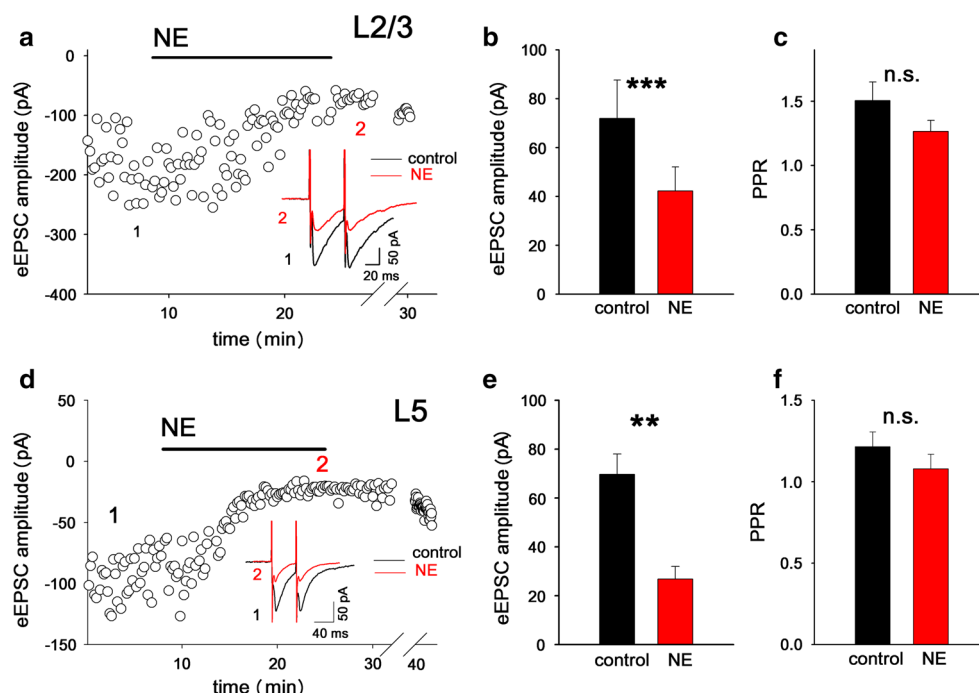 a
L2/3
NE
0
-100
-200
-300
-400
eEPSC amplitude (pA)
1
2
control
NE
2
1
50 pA
20 ms
10
20
30
time (min)
b
100
80
60
40
20
0
eEPSC amplitude (pA)
***
control NE
c
1.5
1.0
0.5
0.0
PPR
n.s.
control NE
d
L5
NE
50
0
-50
-100
-150
eEPSC amplitude (pA)
1
2
control
NE
2
1
50 pA
40 ms
10
20
30
40
time (min)
e
100
80
60
40
20
0
eEPSC amplitude (pA)
**
control NE
f
1.5
1.0
0.5
0.0
PPR
n.s.
control NE